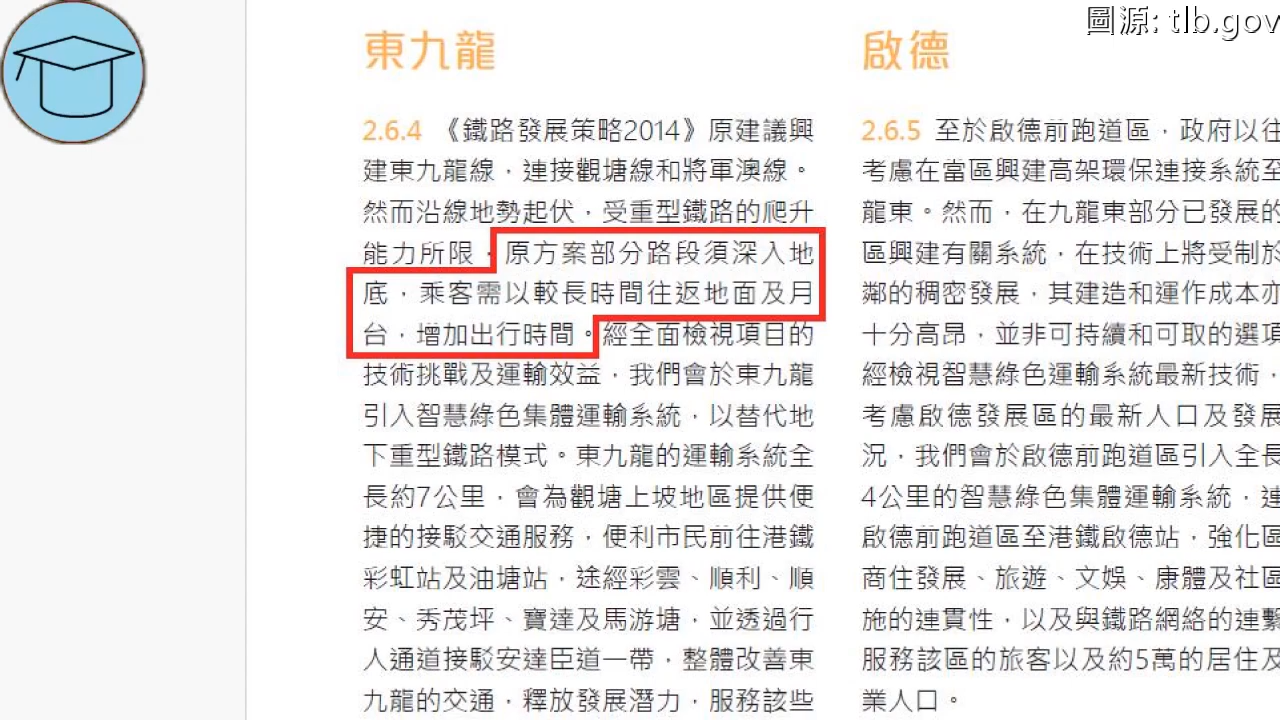 圖源: tlb.gov
東九龍
2.6.4 《鐵路發展策略2014》原建議興
建東九龍線，連接觀塘線和將軍澳線。
然而沿線地勢起伏，受重型鐵路的爬升
能力所限，原方案部分路段須深入地
底，乘客需以較長時間往返地面及月
台，增加出行時間。經全面檢視項目的
技術挑戰及運輸效益，我們會於東九龍
引入智慧綠色集體運輸系統，以替代地
下重型鐵路模式。東九龍的運輸系統全
長約7公里，會為觀塘上坡地區提供便
捷的接駁交通服務，便利市民前往港鐵
彩虹站及油塘站，途經彩雲、順利、順
安、秀茂坪、寶達及馬游塘，並透過行
人通道接駁安達臣道一帶，整體改善東
九龍的交通，釋放發展潛力，服務該些
啟德
2.6.5 至於啟德前跑道區，政府以往
考慮在當區興建高架環保連接系統至
龍東。然而，在九龍東部分已發展的
區興建有關系統，在技術上將受制於
鄰的稠密發展，其建造和運作成本亦
十分高昂，並非可持續和可取的選項
經檢視智慧綠色運輸系統最新技術，
考慮啟德發展區的最新人口及發展
況，我們會於啟德前跑道區引入全長
4公里的智慧綠色集體運輸系統，連
啟德前跑道區至港鐵啟德站，強化區
商住發展、旅遊、文娛、康體及社區
施的連貫性，以及與鐵路網絡的連繫
服務該區的旅客以及約5萬的居住及
業人口。